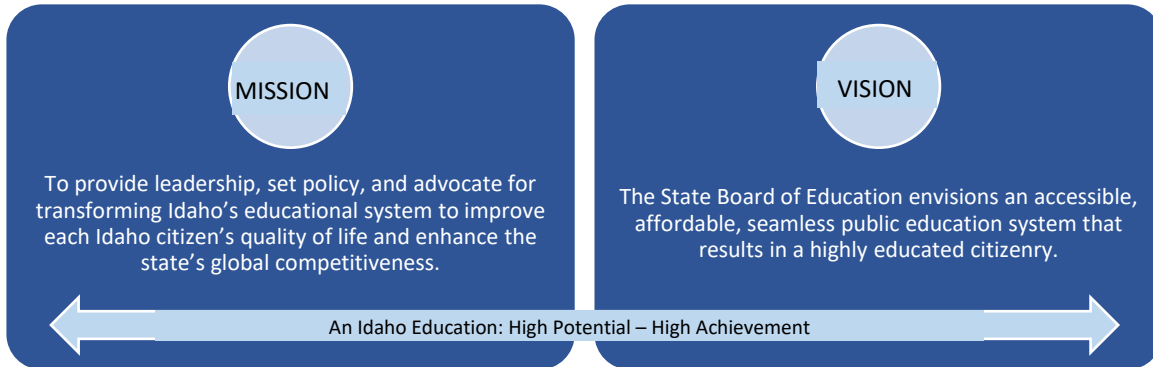 MISSION
To provide leadership, set policy, and advocate for
transforming Idaho’s educational system to improve
each Idaho citizen’s quality of life and enhance the
state’s global competitiveness.
VISION
The State Board of Education envisions an accessible,
affordable, seamless public education system that
results in a highly educated citizenry.
An Idaho Education: High Potential – High Achievement